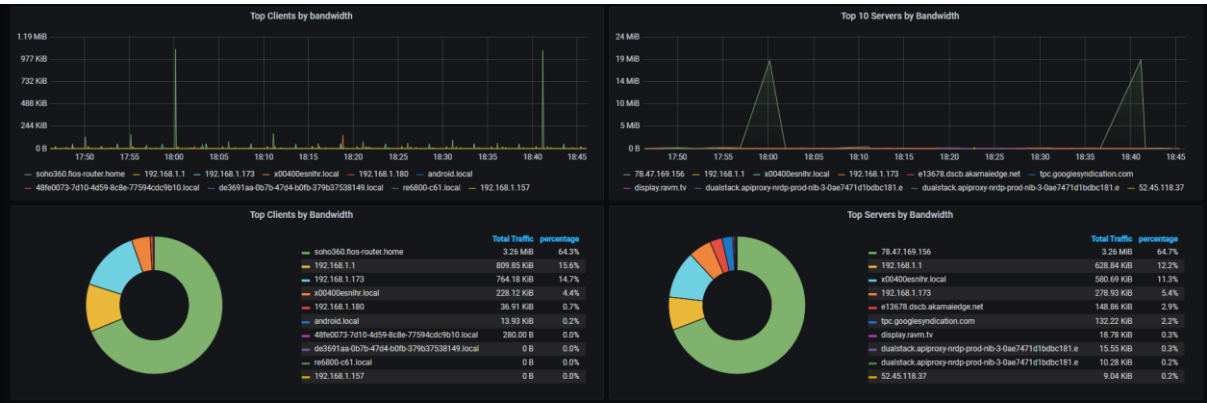 Top Clients by bandwidth
1.19 MiB
977 KiB
732 KiB
488 KiB
244 KiB
0 B
17:50 17:55 18:00 18:05 18:10 18:15 18:20 18:25 18:30 18:35 18:40 18:45
soho360.fios-router.home 192.168.1.1 192.168.1.173 x00400esnlhr.local 192.168.1.180 android.local
48fe0073-7d10-4d59-8c8e-77594cdc9b10.local de3691aa-0b7b-47d4-b0fb-379b37538149.local re6800-c61.local 192.168.1.157
Top 10 Servers by Bandwidth
24 MiB
19 MiB
14 MiB
10 MiB
5 MiB
0 B
17:50 17:55 18:00 18:05 18:10 18:15 18:20 18:25 18:30 18:35 18:40 18:45
78.47.169.156 192.168.1.1 x00400esnlhr.local 192.168.1.173 e13678.dscb.akamaiedge.net tpc.googlesyndication.com
display.ravm.tv dualstack.apiproxy-nrdp-prod-nlb-3-0ae7471d1bdbc181.e dualstack.apiproxy-nrdp-prod-nlb-3-0ae7471d1bdbc181.e 52.45.118.37
Top Clients by Bandwidth
Total Traffic percentage
soho360.fios-router.home 3.26 MiB 64.3%
192.168.1.1 809.85 KiB 15.6%
192.168.1.173 764.18 KiB 14.7%
x00400esnlhr.local 228.12 KiB 4.4%
192.168.1.180 36.91 KiB 0.7%
android.local 13.93 KiB 0.2%
48fe0073-7d10-4d59-8c8e-77594cdc9b10.local 280.00 B 0.0%
de3691aa-0b7b-47d4-b0fb-379b37538149.local 0 B 0.0%
re6800-c61.local 0 B 0.0%
192.168.1.157 0 B 0.0%
Top Servers by Bandwidth
Total Traffic percentage
78.47.169.156 3.26 MiB 64.7%
192.168.1.1 628.84 KiB 12.2%
x00400esnlhr.local 580.69 KiB 11.3%
192.168.1.173 278.93 KiB 5.4%
e13678.dscb.akamaiedge.net 148.86 KiB 2.9%
tpc.googlesyndication.com 132.22 KiB 2.2%
display.ravm.tv 18.78 KiB 0.3%
dualstack.apiproxy-nrdp-prod-nlb-3-0ae7471d1bdbc181.e 15.55 KiB 0.3%
dualstack.apiproxy-nrdp-prod-nlb-3-0ae7471d1bdbc181.e 10.28 KiB 0.2%
52.45.118.37 9.04 KiB 0.2%